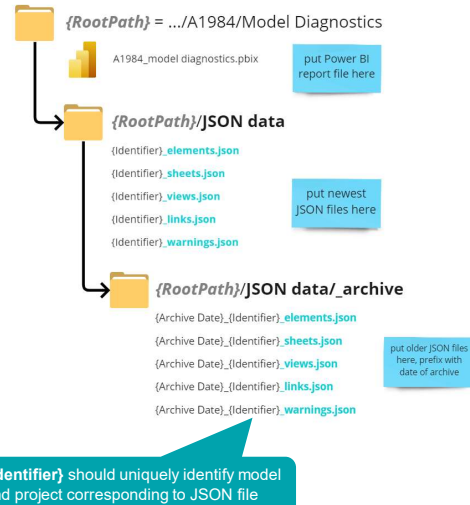 {RootPath} = .../A1984/Model Diagnostics
A1984_model diagnostics.pbix
put Power BI
report file here
{RootPath}/JSON data
{Identifier}_elements.json
{Identifier}_sheets.json
{Identifier}_views.json
{Identifier}_links.json
{Identifier}_warnings.json
put newest
JSON files here
{RootPath}/JSON data/_archive
{Archive Date}_{Identifier}_elements.json
{Archive Date}_{Identifier}_sheets.json
{Archive Date}_{Identifier}_views.json
{Archive Date}_{Identifier}_links.json
{Archive Date}_{Identifier}_warnings.json
put older JSON files
here, prefix with
date of archive
dentifier} should uniquely identify model
nd project corresponding to JSON file